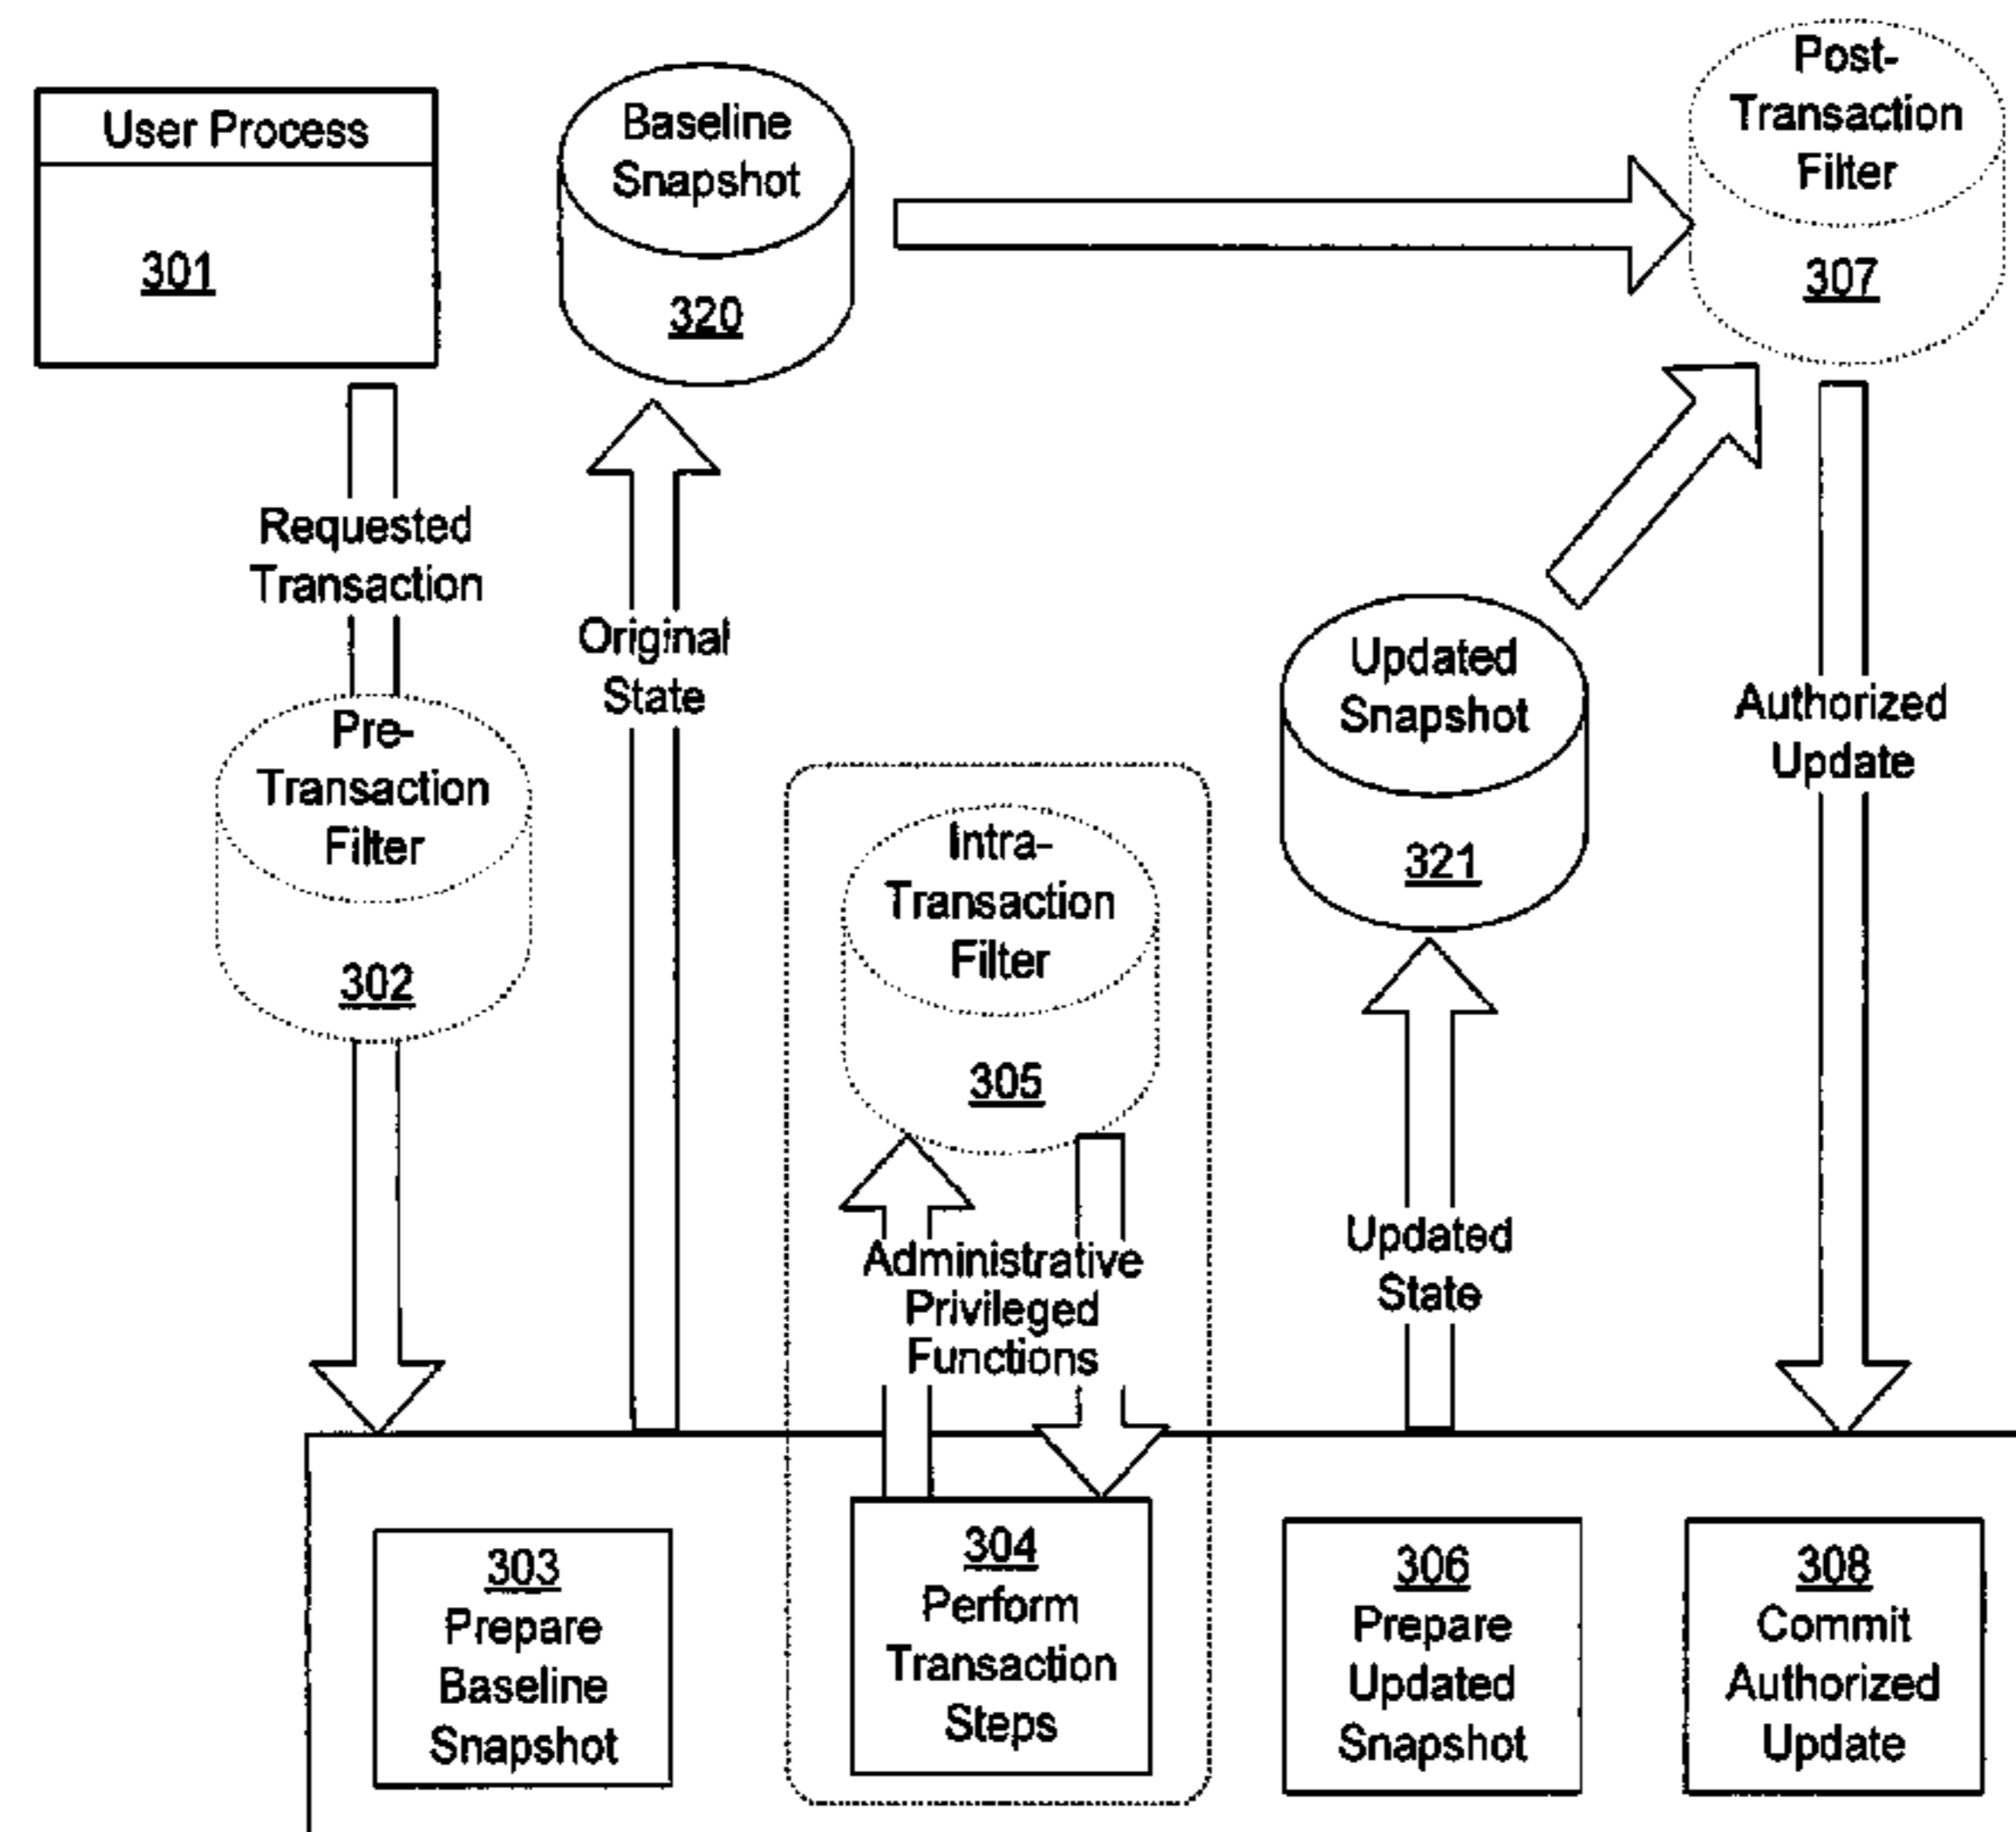 User Process
301
Requested
Transaction
Pre-
Transaction
Filter
302
Baseline
Snapshot
320
Original
State
Intra-
Transaction
Filter
305
Administrative
Privileged
Functions
Updated
Snapshot
321
Updated
State
Post-
Transaction
Filter
307
Authorized
Update
303
Prepare
Baseline
Snapshot
304
Perform
Transaction
Steps
306
Prepare
Updated
Snapshot
308
Commit
Authorized
Update